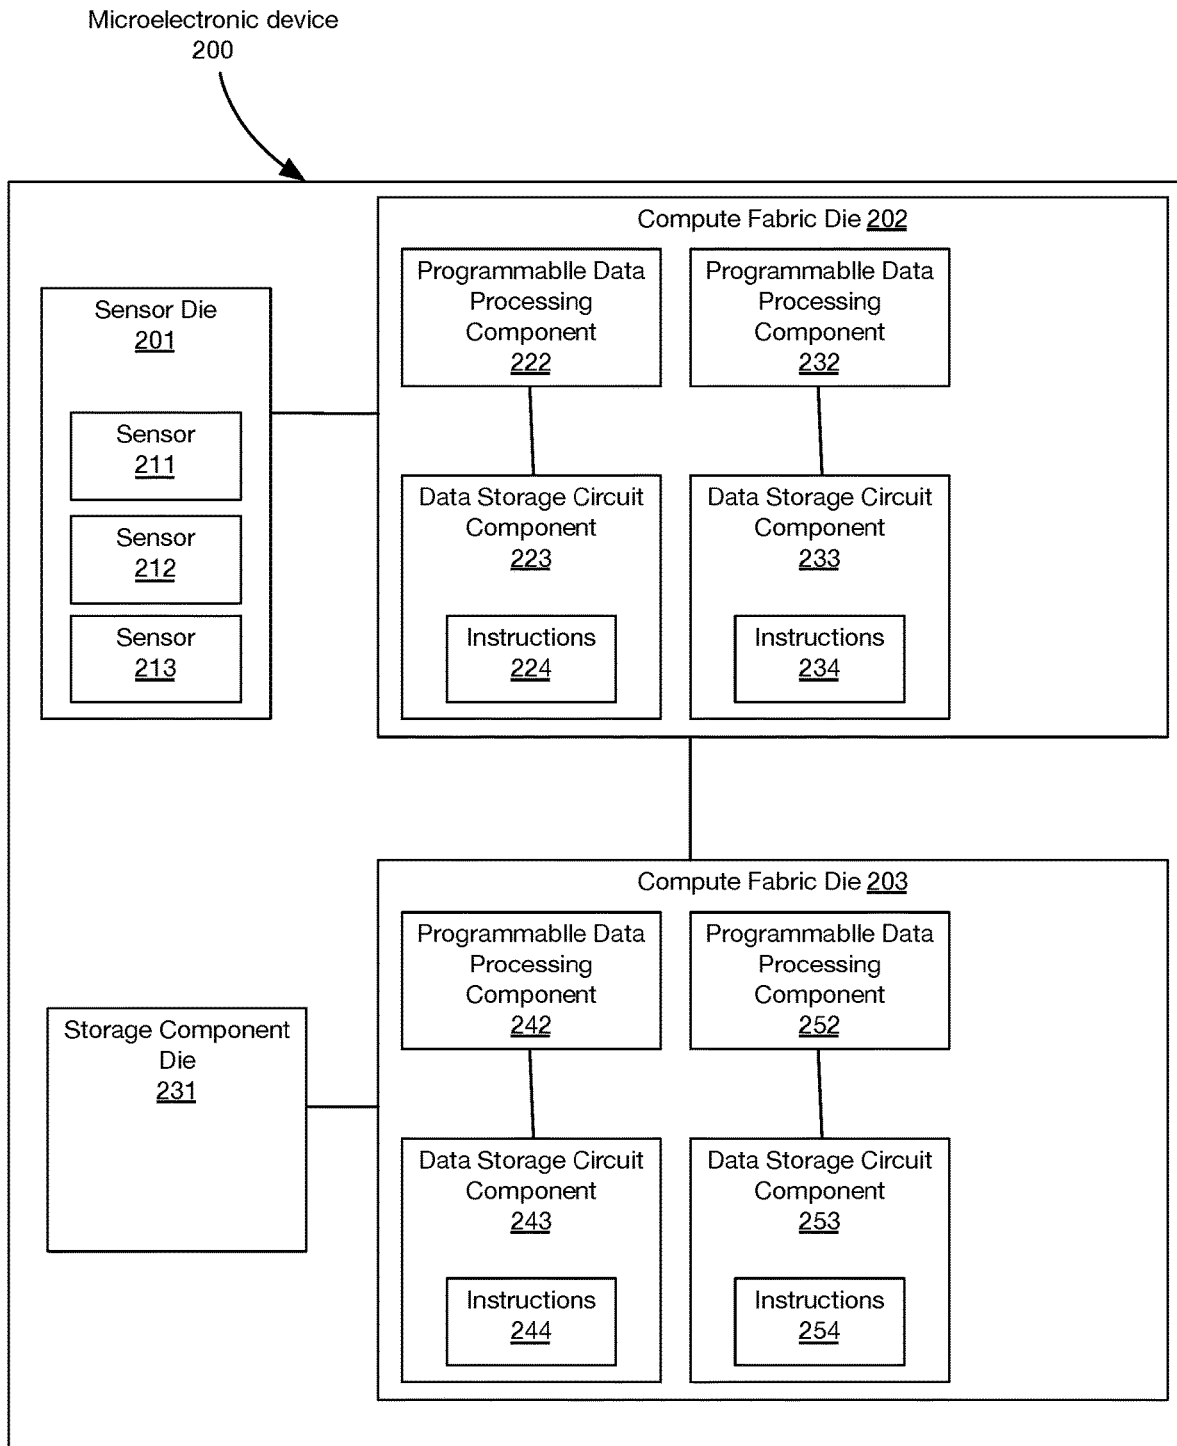 Microelectronic device
200
Compute Fabric Die 202
Programmablle Data
Processing
Component
222
Programmablle Data
Processing
Component
232
Sensor Die
201
Sensor
211
Sensor
212
Sensor
213
Data Storage Circuit
Component
223
Instructions
224
Data Storage Circuit
Component
233
Instructions
234
Compute Fabric Die 203
Programmablle Data
Processing
Component
242
Programmablle Data
Processing
Component
252
Storage Component
Die
231
Data Storage Circuit
Component
243
Instructions
244
Data Storage Circuit
Component
253
Instructions
254